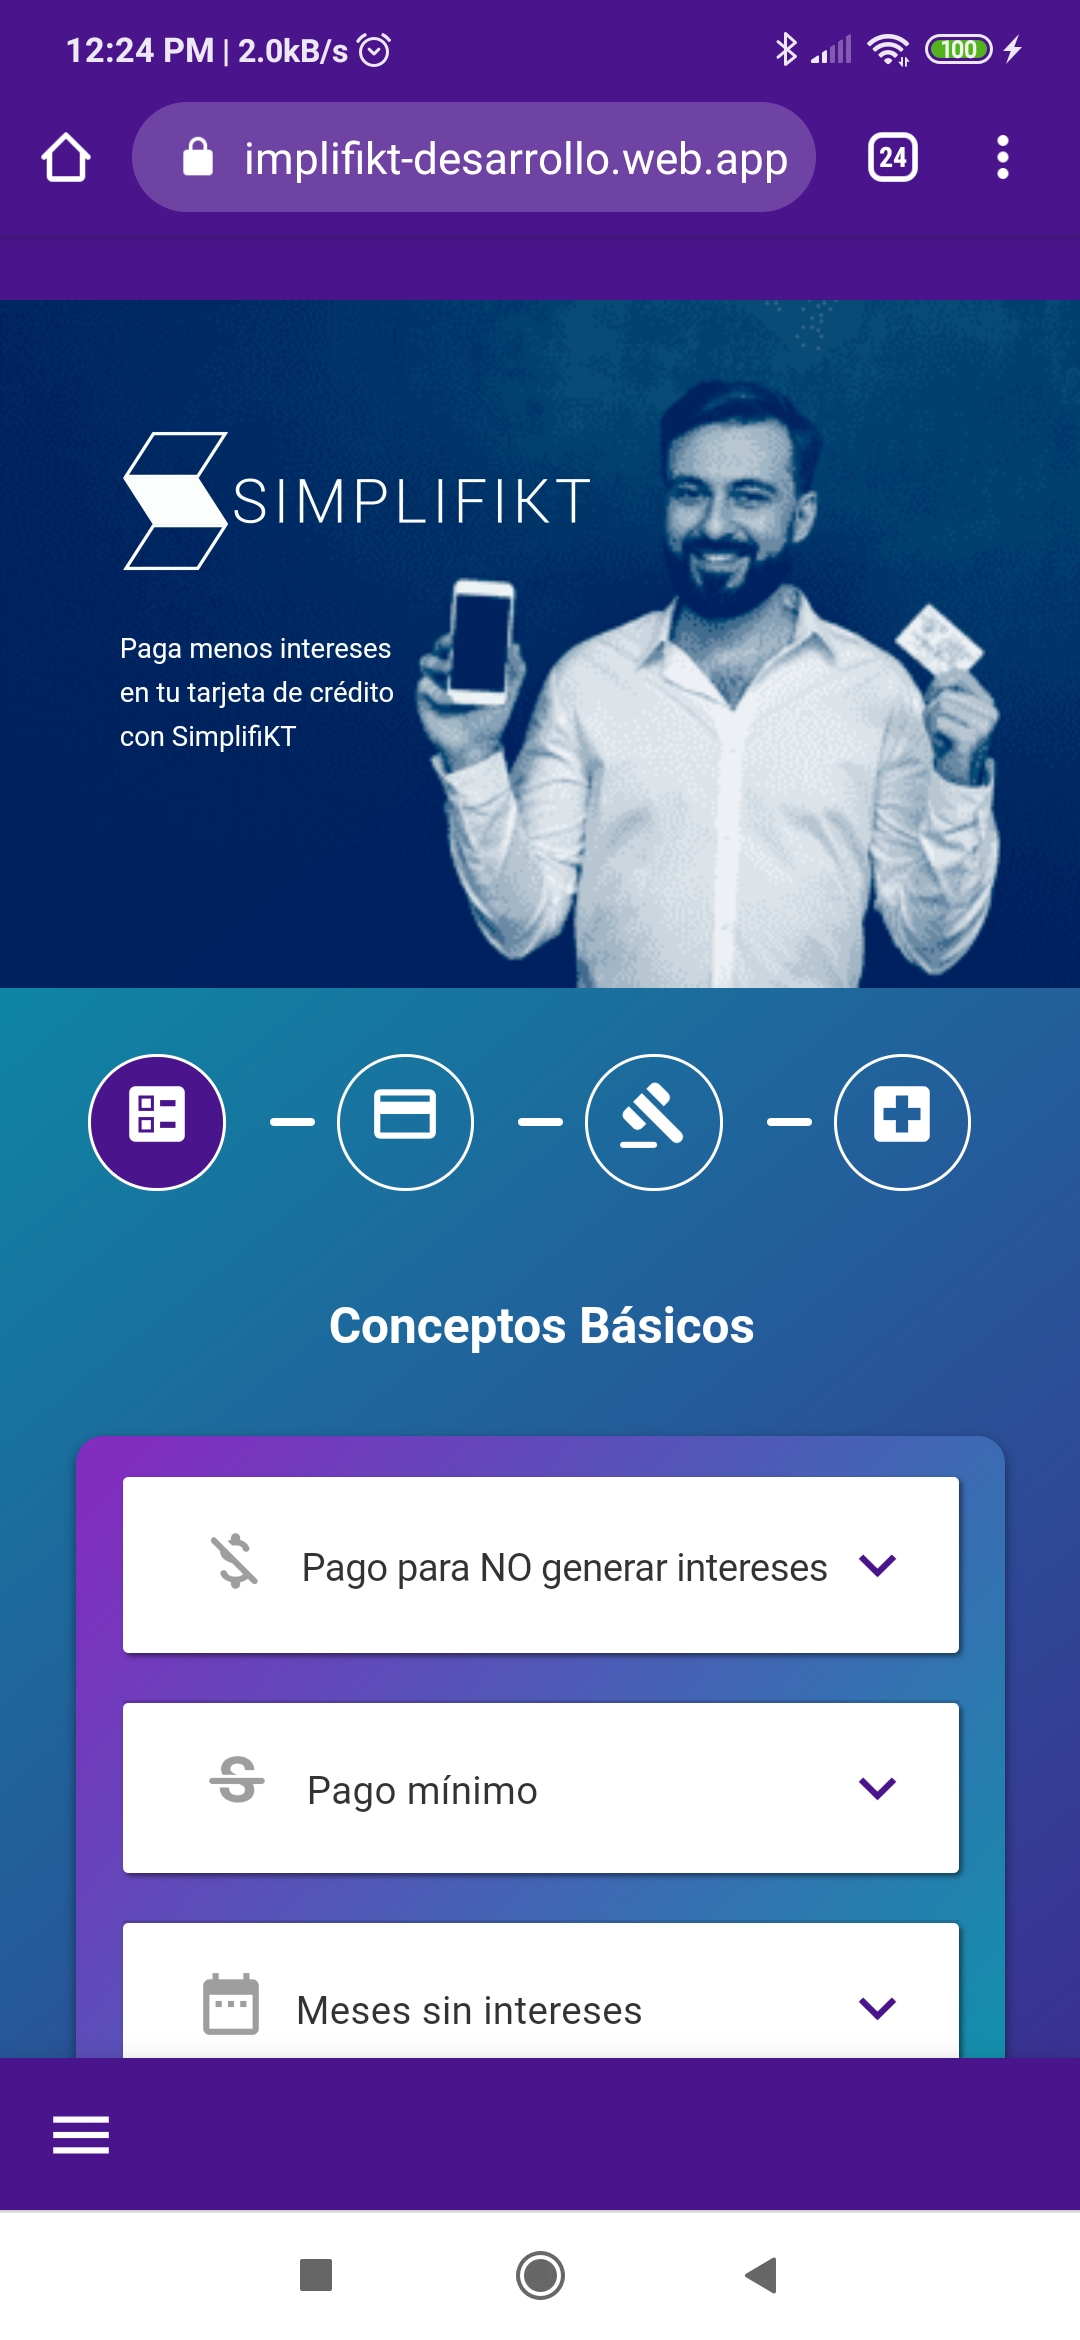 12:24 PM | 2.0kB/s
100
implifikt-desarrollo.web.app
24
SIMPLIFIKT
Paga menos intereses
en tu tarjeta de crédito
con SimplifiKT
Conceptos Básicos
Pago para NO generar intereses
Pago mínimo
Meses sin intereses